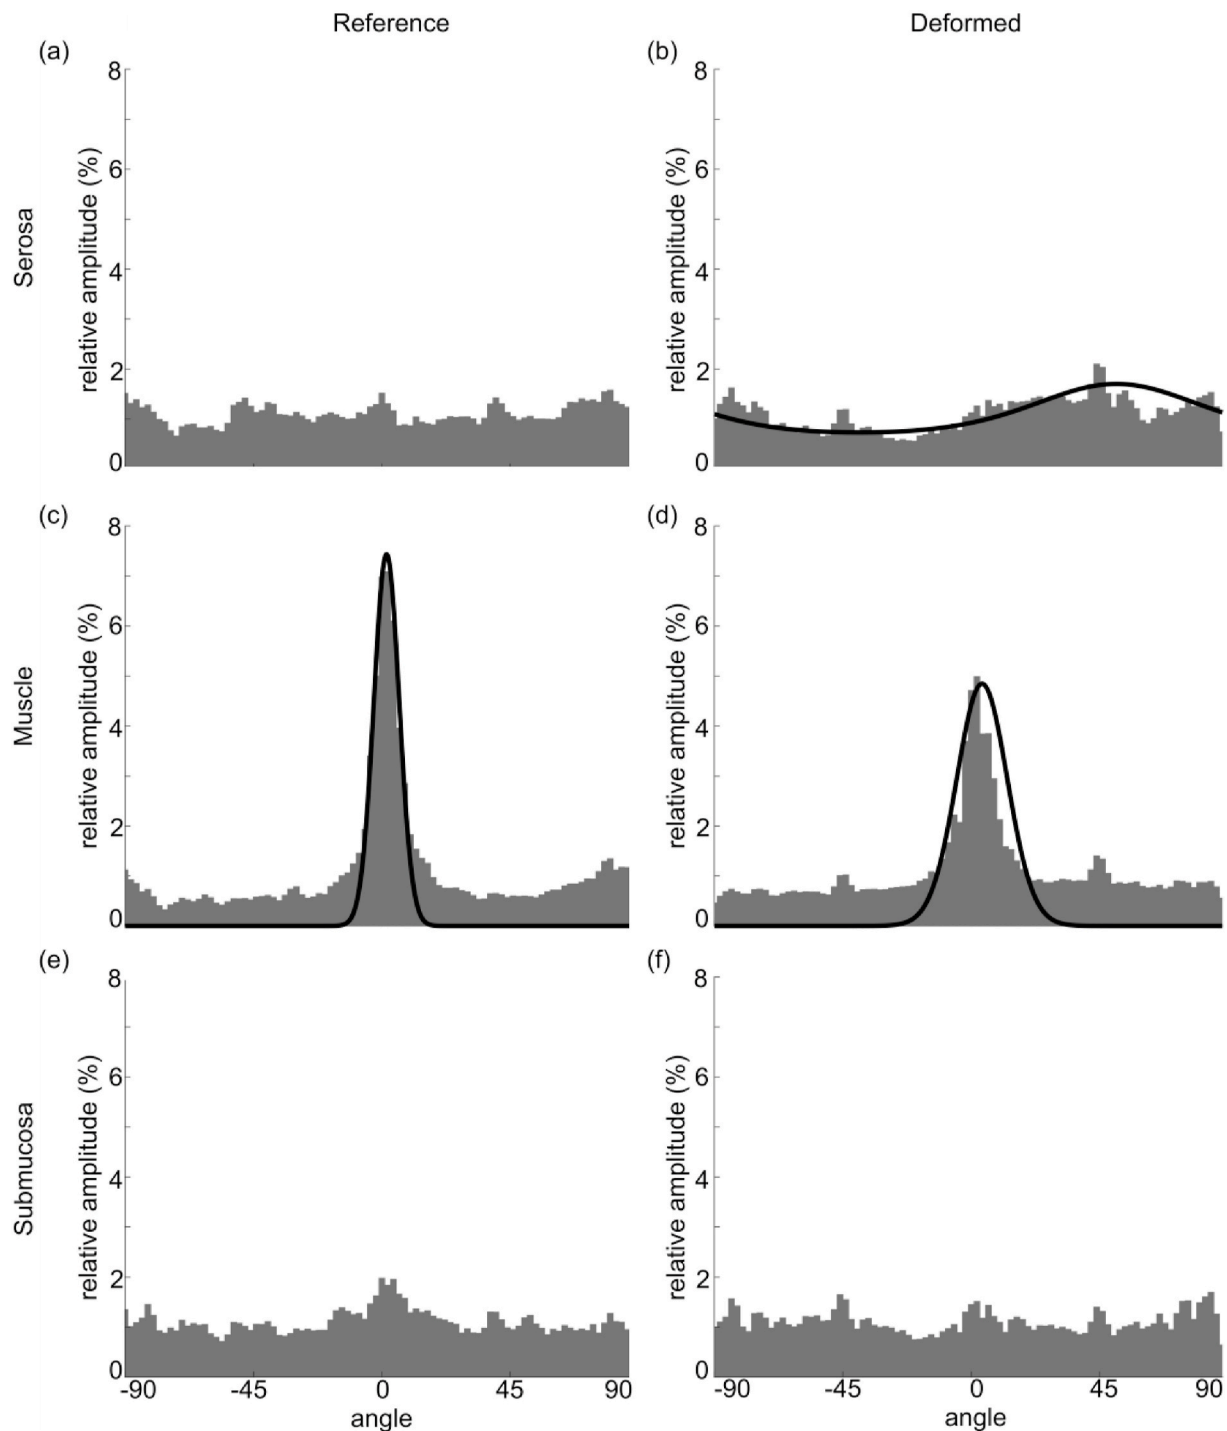 Reference
Deformed
(a)
(b)
Serosa
relative amplitude (%)
8
6
4
2
0
relative amplitude (%)
8
6
4
2
0
(c)
(d)
Muscle
relative amplitude (%)
8
6
4
2
0
relative amplitude (%)
8
6
4
2
0
(e)
(f)
Submucosa
relative amplitude (%)
8
6
4
2
0
relative amplitude (%)
8
6
4
2
0
-90 -45 0 45 90
-90 -45 0 45 90
angle
angle